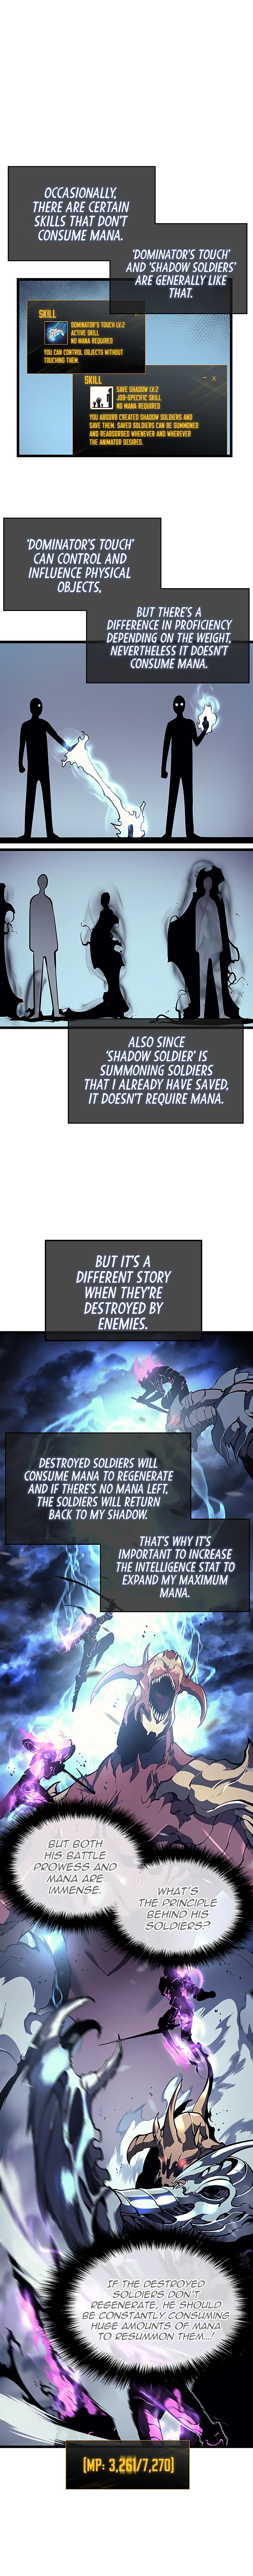 OCCASIONALLY,
THERE ARE CERTAIN
SKILLS THAT DON'T
CONSUME MANA.
'DOMINATOR'S TOUCH'
AND 'SHADOW SOLDIERS'
ARE GENERALLY LIKE
THAT.
SKILL
DOMINATOR'S TOUCH LV.2
ACTIVE SKILL
NO MANA REQUIRED
YOU CAN CONTROL OBJECTS WITHOUT
TOUCHING THEM.
SKILL
SAVE SHADOW LV.2
JOB-SPECIFIC SKILL
NO MANA REQUIRED
YOU ABSORB CREATED SHADOW SOLDIERS AND
SAVE THEM. SAVED SOLDIERS CAN BE SUMMONED
AND REABSORBED WHENEVER AND WHEREVER
THE ANIMATOR DESIRES.
'DOMINATOR'S TOUCH'
CAN CONTROL AND
INFLUENCE PHYSICAL
OBJECTS,
BUT THERE'S A
DIFFERENCE IN PROFICIENCY
DEPENDING ON THE WEIGHT,
NEVERTHELESS IT DOESN'T
CONSUME MANA.
ALSO SINCE
'SHADOW SOLDIER' IS
SUMMONING SOLDIERS
THAT I ALREADY HAVE SAVED,
IT DOESN'T REQUIRE MANA.
BUT IT'S A
DIFFERENT STORY
WHEN THEY'RE
DESTROYED BY
ENEMIES.
DESTROYED SOLDIERS WILL
CONSUME MANA TO REGENERATE
AND IF THERE'S NO MANA LEFT,
THE SOLDIERS WILL RETURN
BACK TO MY SHADOW.
THAT'S WHY IT'S
IMPORTANT TO INCREASE
THE INTELLIGENCE STAT TO
EXPAND MY MAXIMUM
MANA.
BUT BOTH
HIS BATTLE
PROWESS AND
MANA ARE
IMMENSE.
WHAT'S
THE PRINCIPLE
BEHIND HIS
SOLDIERS?
IF THE DESTROYED
SOLDIERS DON'T
REGENERATE, HE SHOULD
BE CONSTANTLY CONSUMING
HUGE AMOUNTS OF MANA
TO RESUMMON THEM...!
[MP: 3,261/7,270]